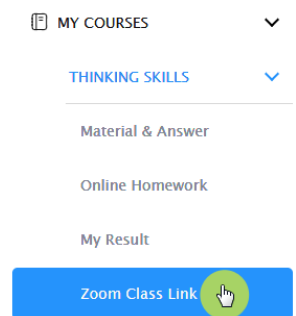 MY COURSES
THINKING SKILLS
Material & Answer
Online Homework
My Result
Zoom Class Link